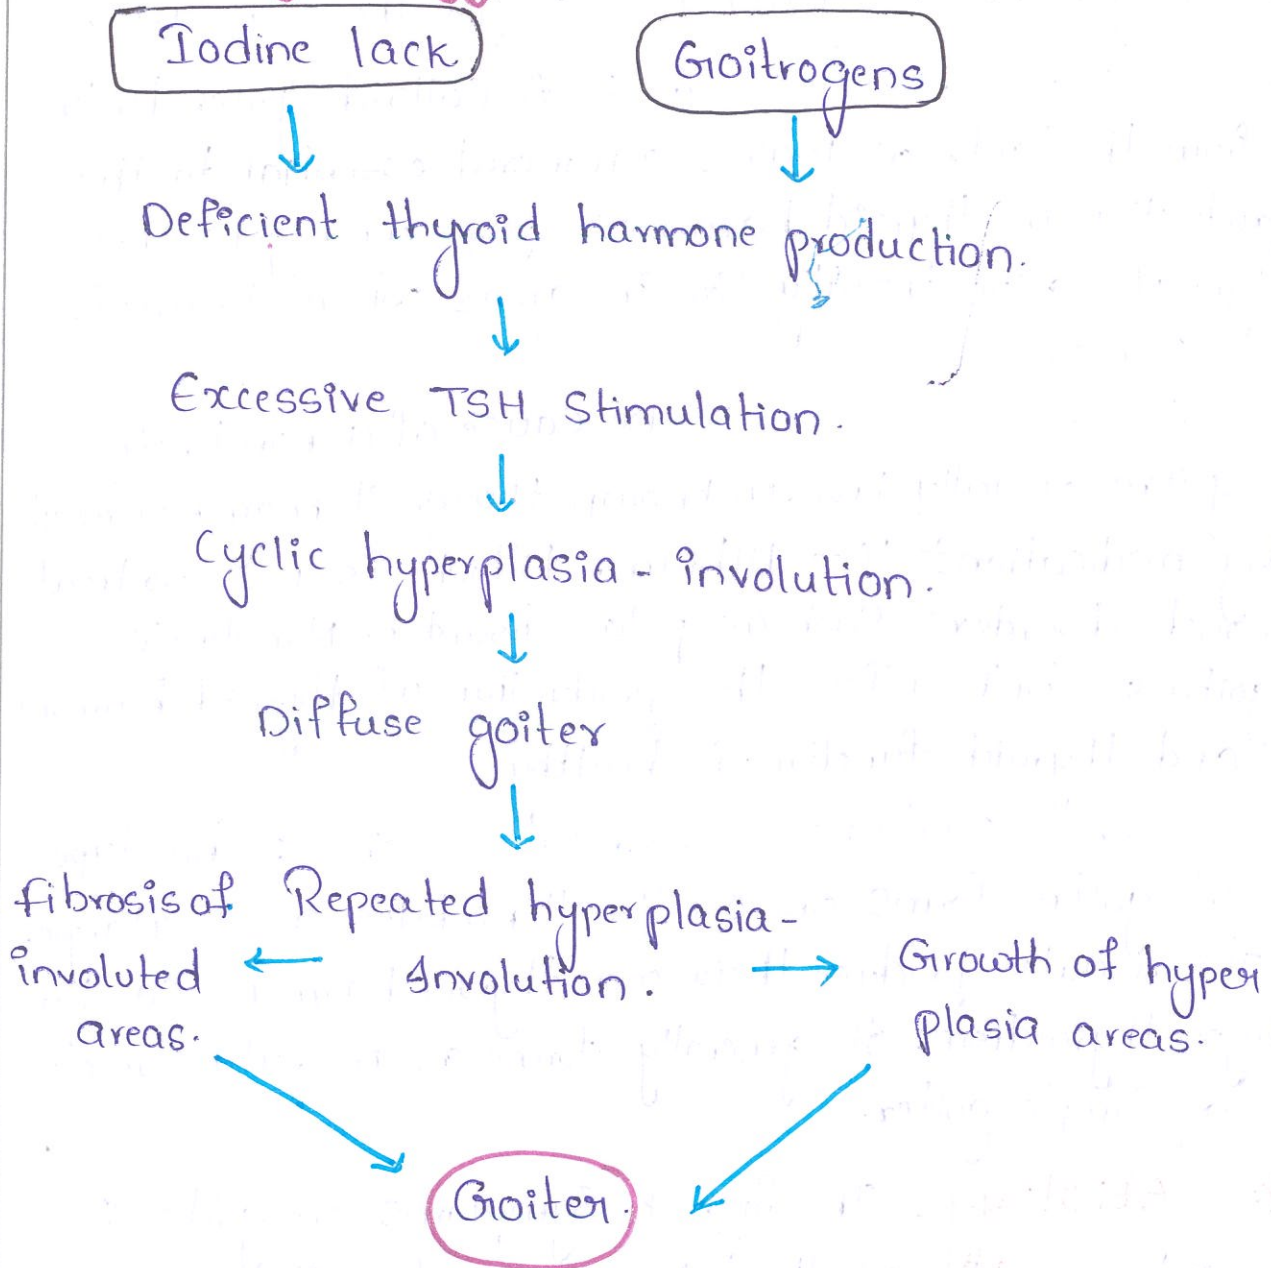 Iodine lack
Goitrogens
Deficient thyroid harmone production.
Excessive TSH Stimulation.
Cyclic hyperplasia - involution.
Diffuse goiter
fibrosis of
involuted
areas.
Repeated hyperplasia -
Involution.
Growth of hyper
plasia areas.
Goiter.